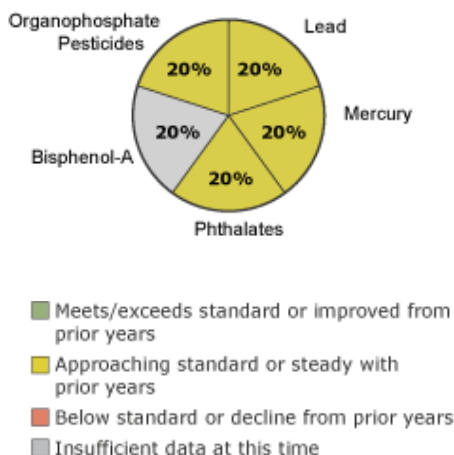 Organophosphate
Pesticides
Lead
20%
20%
Mercury
20%
20%
Bisphenol-A
20%
Phthalates
Meets/exceeds standard or improved from
prior years
Approaching standard or steady with
prior years
Below standard or decline from prior years
Insufficient data at this time